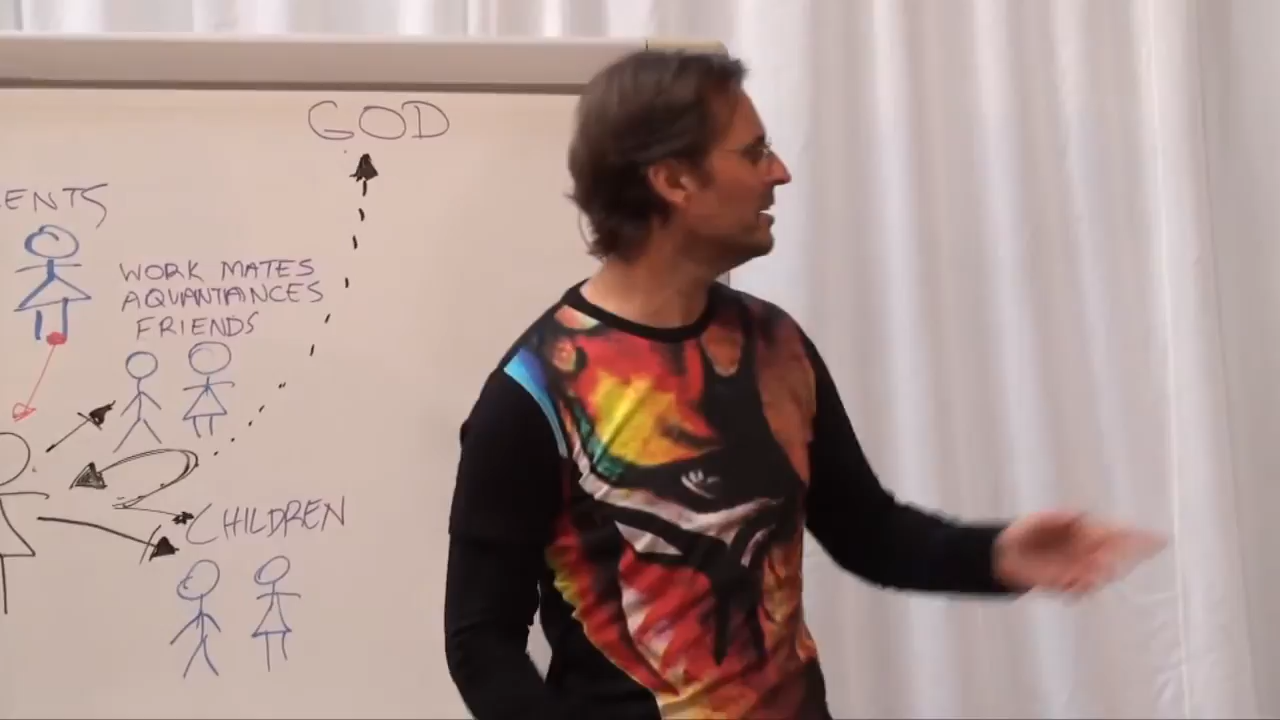 GOD
ENTS
WORK MATES
AQUANTANCES
FRIENDS
CHILDREN